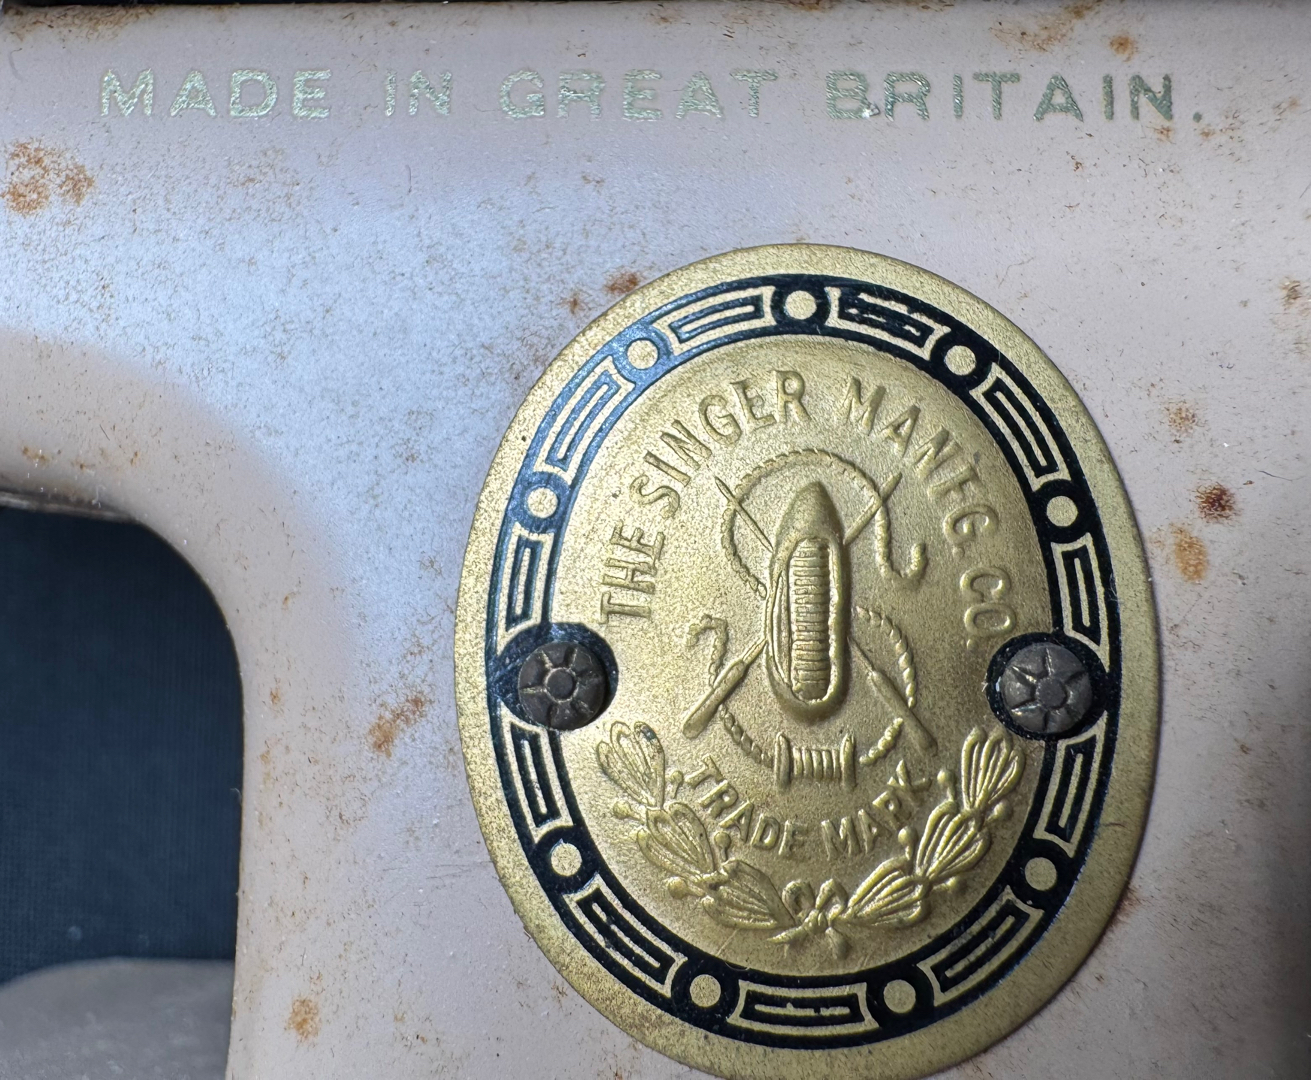 MADE IN GREAT BRITAIN.
THE SINGER MANFG. CO.
TRADE MARK.